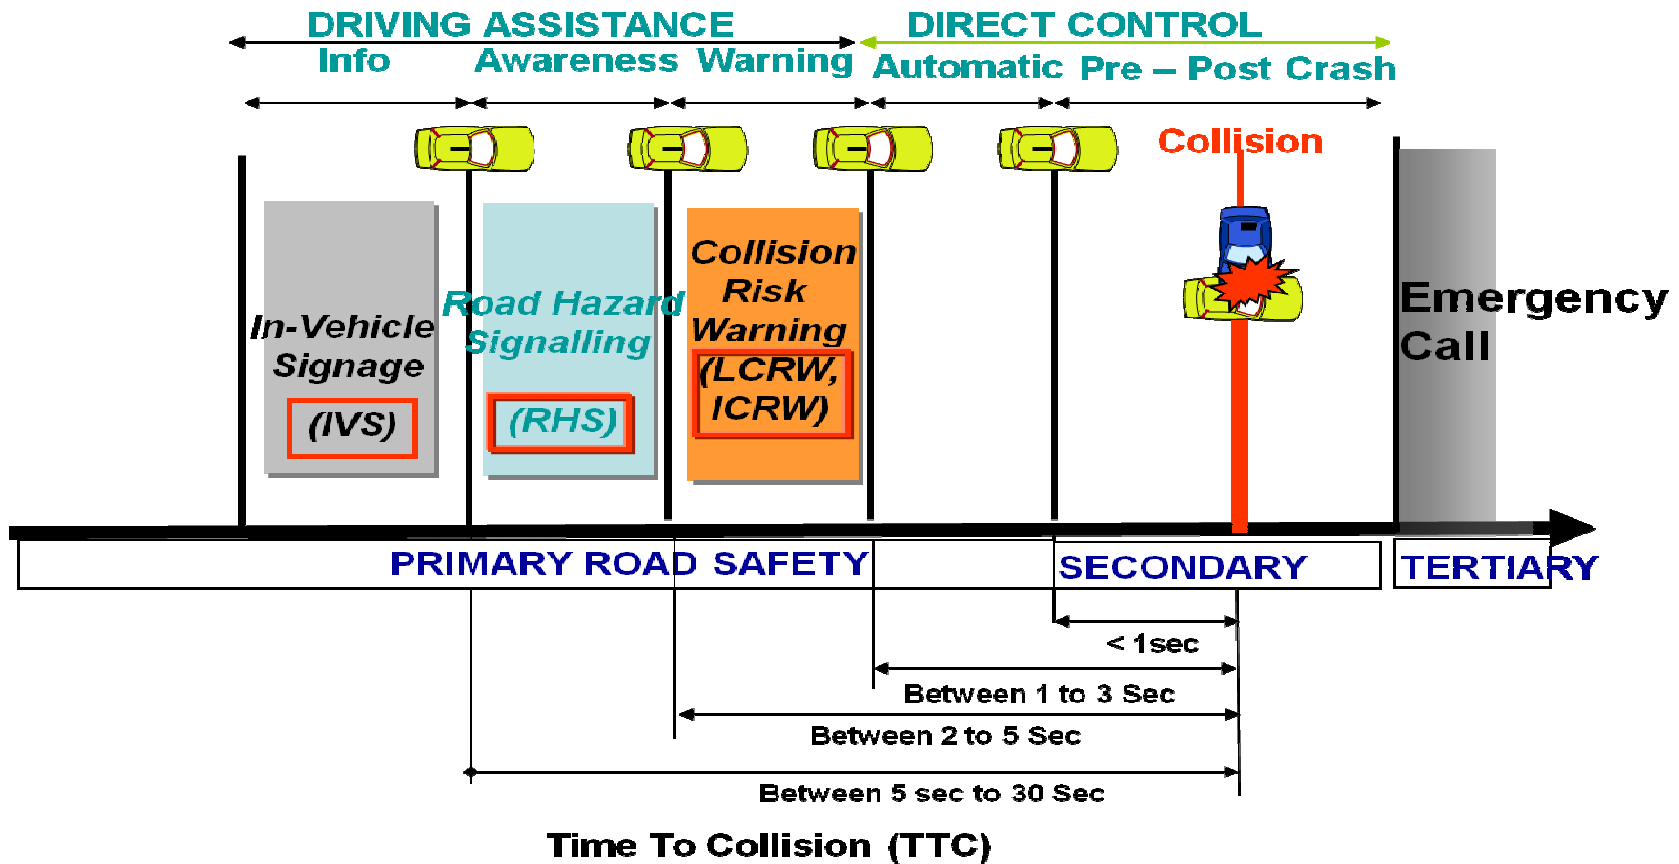 DRIVING ASSISTANCE
DIRECT CONTROL
Info
Awareness
Warning
Automatic
Pre – Post Crash
Collision
In-Vehicle
Signage
(IVS)
Road Hazard
Signalling
(RHS)
Collision
Risk
Warning
(LCRW,
ICRW)
Emergency
Call
PRIMARY ROAD SAFETY
SECONDARY
TERTIARY
< 1sec
Between 1 to 3 Sec
Between 2 to 5 Sec
Between 5 sec to 30 Sec
Time To Collision (TTC)